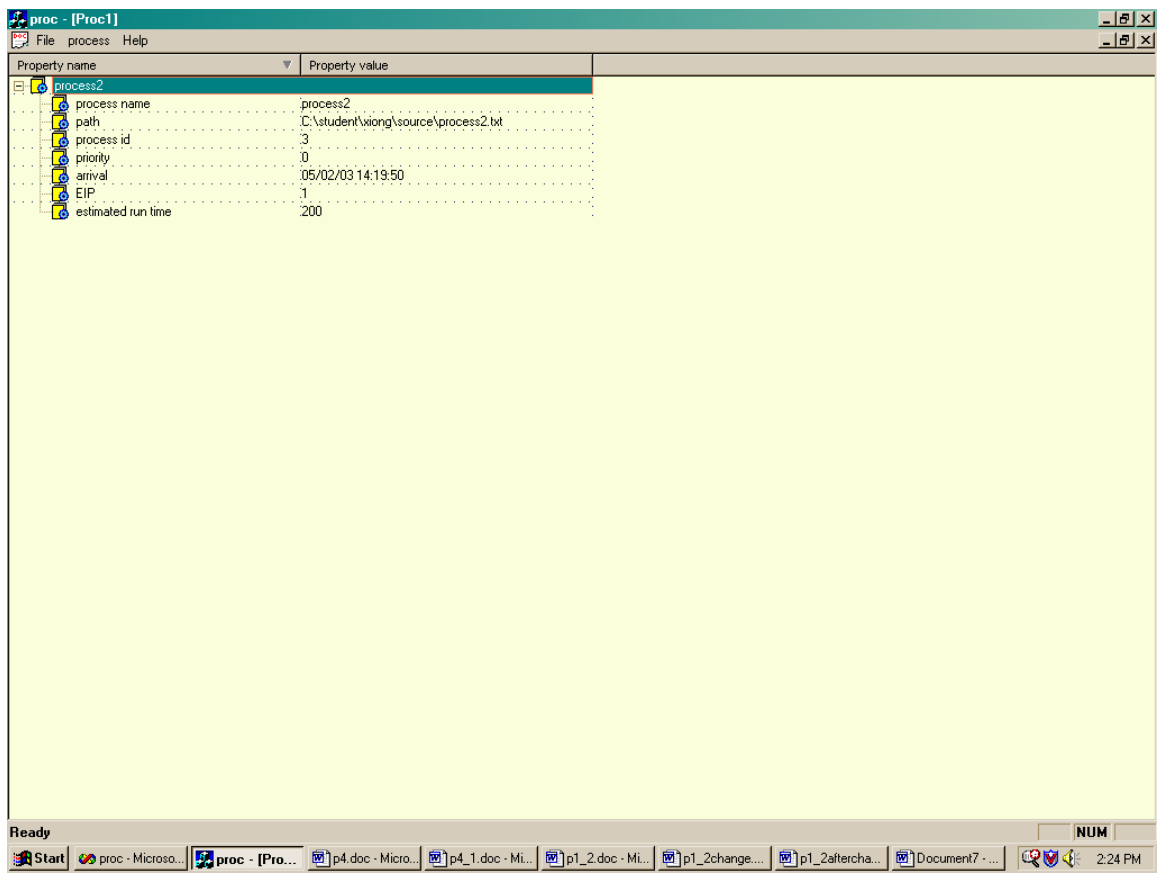 proc - [Proc1]
File process Help
Property name Property value
process2
process name process2
path C:\student\xiong\source\process2.txt
process id 3
priority 0
arrival 05/02/03 14:19:50
EIP 1
estimated run time 200
Ready NUM
Start proc - Microso... proc - [Pro... p4.doc - Micro... p4_1.doc - Mi... p1_2.doc - Mi... p1_2change.... p1_2aftercha... Document7 - ... 2:24 PM